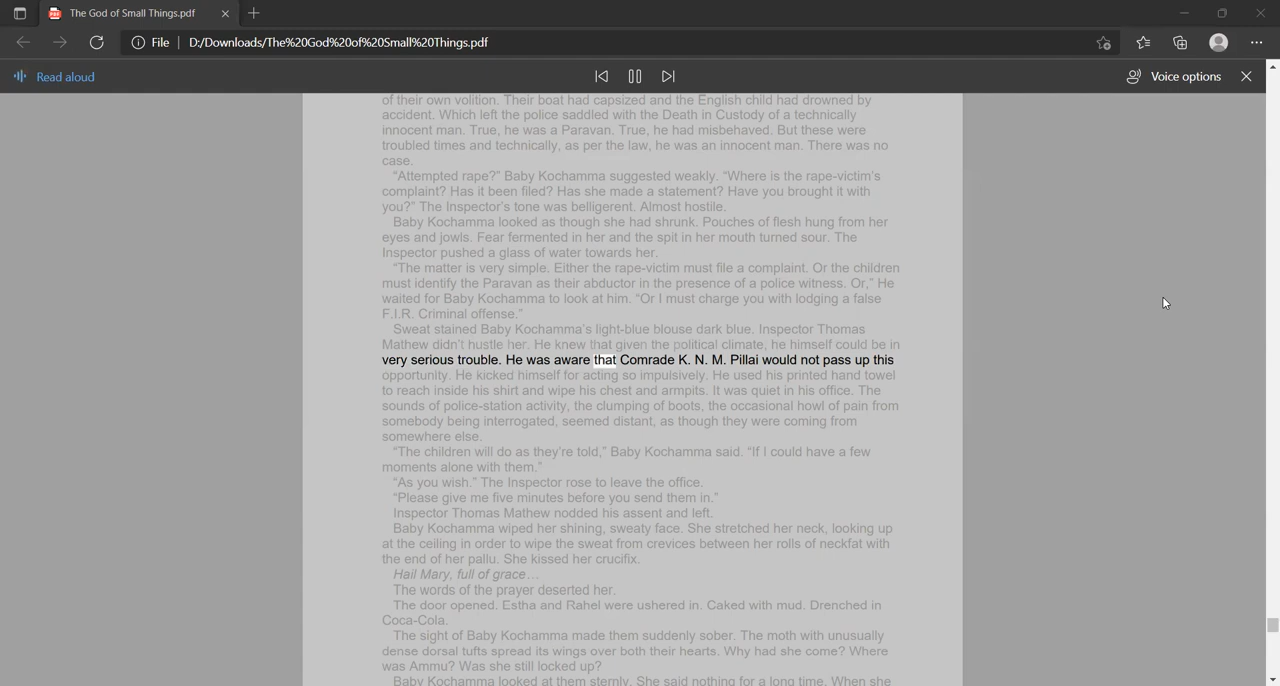 The God of Small Things.pdf
File
D:/Downloads/The%20God%20of%20Small%20Things.pdf
Read aloud
Voice options
of their own volition. Their boat had capsized and the English child had drowned by
accident. Which left the police saddled with the Death in Custody of a technically
innocent man. True, he was a Paravan. True, he had misbehaved. But these were
troubled times and technically, as per the law, he was an innocent man. There was no
case.
“Attempted rape?” Baby Kochamma suggested weakly. “Where is the rape-victim’s
complaint? Has it been filed? Has she made a statement? Have you brought it with
you?” The Inspector’s tone was belligerent. Almost hostile.
Baby Kochamma looked as though she had shrunk. Pouches of flesh hung from her
eyes and jowls. Fear fermented in her and the spit in her mouth turned sour. The
Inspector pushed a glass of water towards her.
“The matter is very simple. Either the rape-victim must file a complaint. Or the children
must identify the Paravan as their abductor in the presence of a police witness. Or,” He
waited for Baby Kochamma to look at him. “Or I must charge you with lodging a false
F.I.R. Criminal offense.”
Sweat stained Baby Kochamma’s light-blue blouse dark blue. Inspector Thomas
Mathew didn’t hustle her. He knew that given the political climate, he himself could be in
very serious trouble. He was aware that Comrade K. N. M. Pillai would not pass up this
opportunity. He kicked himself for acting so impulsively. He used his printed hand towel
to reach inside his shirt and wipe his chest and armpits. It was quiet in his office. The
sounds of police-station activity, the clumping of boots, the occasional howl of pain from
somebody being interrogated, seemed distant, as though they were coming from
somewhere else.
“The children will do as they’re told,” Baby Kochamma said. “If I could have a few
moments alone with them.”
“As you wish.” The Inspector rose to leave the office.
“Please give me five minutes before you send them in.”
Inspector Thomas Mathew nodded his assent and left.
Baby Kochamma wiped her shining, sweaty face. She stretched her neck, looking up
at the ceiling in order to wipe the sweat from crevices between her rolls of neckfat with
the end of her pallu. She kissed her crucifix.
Hail Mary, full of grace…
The words of the prayer deserted her.
The door opened. Estha and Rahel were ushered in. Caked with mud. Drenched in
Coca-Cola.
The sight of Baby Kochamma made them suddenly sober. The moth with unusually
dense dorsal tufts spread its wings over both their hearts. Why had she come? Where
was Ammu? Was she still locked up?
Baby Kochamma looked at them sternly. She said nothing for a long time. When she